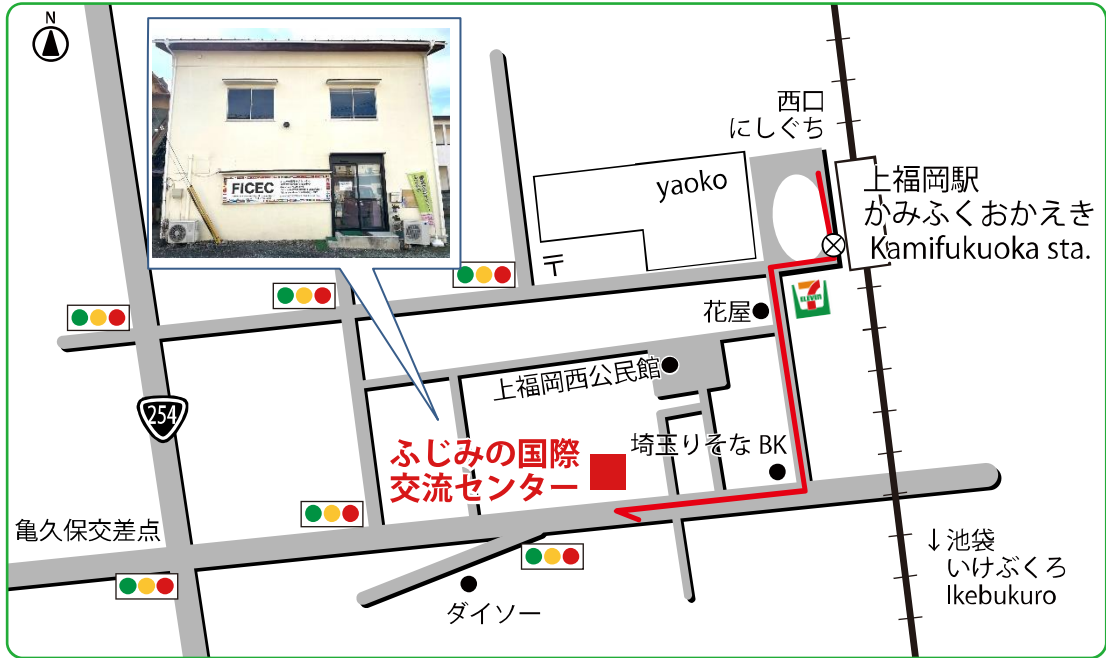 N
FICEC
西口
にしぐち
yaoko
上福岡駅
かみふくおかえき
Kamifukuoka sta.
〒
7
ELEVEN
花屋
上福岡西公民館
254
ふじみの国際
交流センター
埼玉りそな BK
亀久保交差点
ダイソー
↓池袋
いけぶくろ
Ikebukuro